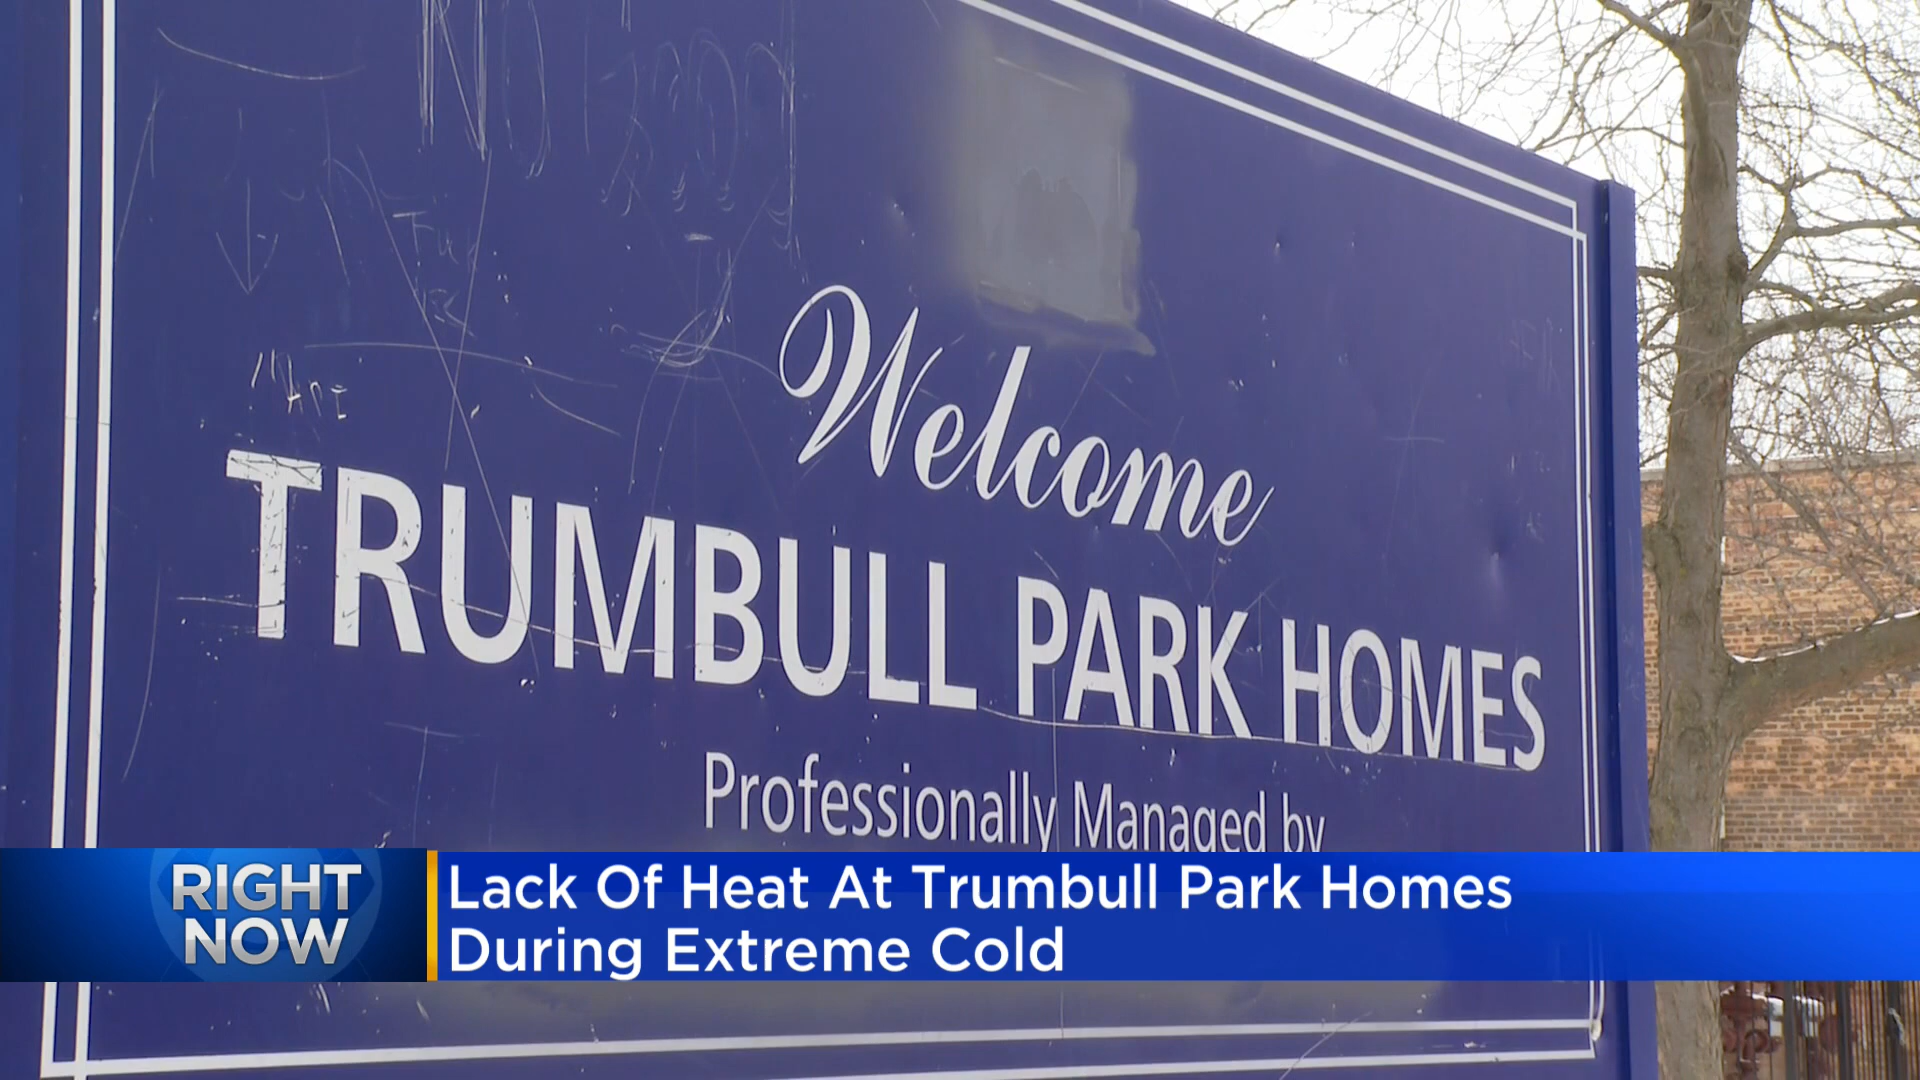 Welcome
TRUMBULL PARK HOMES
Professionally Managed by
RIGHT
NOW
Lack Of Heat At Trumbull Park Homes
During Extreme Cold